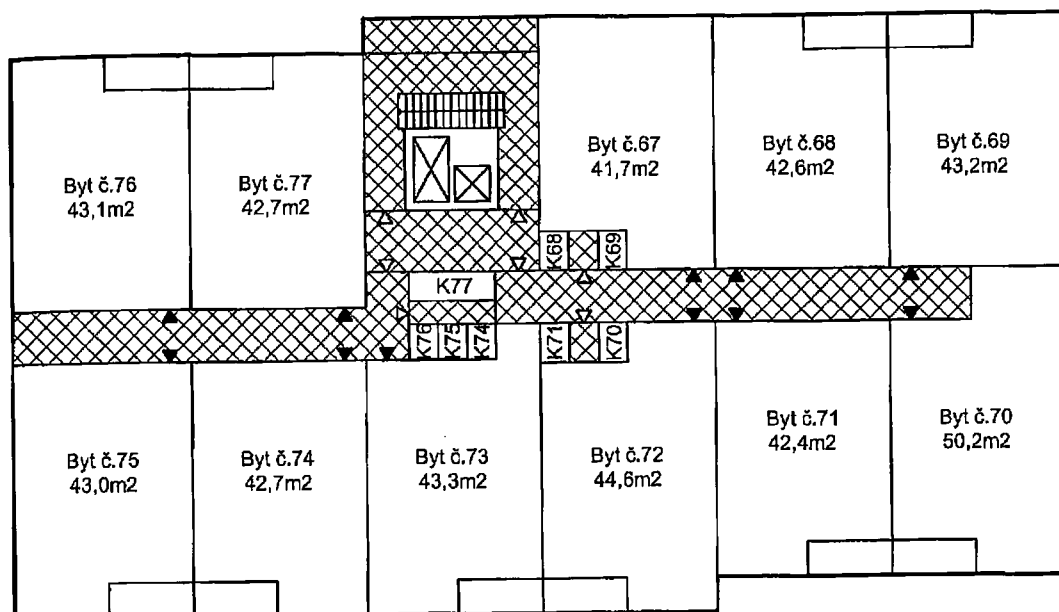 Byt č.67
41,7m2
Byt č.68
42,6m2
Byt č.69
43,2m2
Byt č.76
43,1m2
Byt č.77
42,7m2
K68
K69
K77
K76
K75
K74
K71
K70
Byt č.75
43,0m2
Byt č.74
42,7m2
Byt č.73
43,3m2
Byt č.72
44,6m2
Byt č.71
42,4m2
Byt č.70
50,2m2